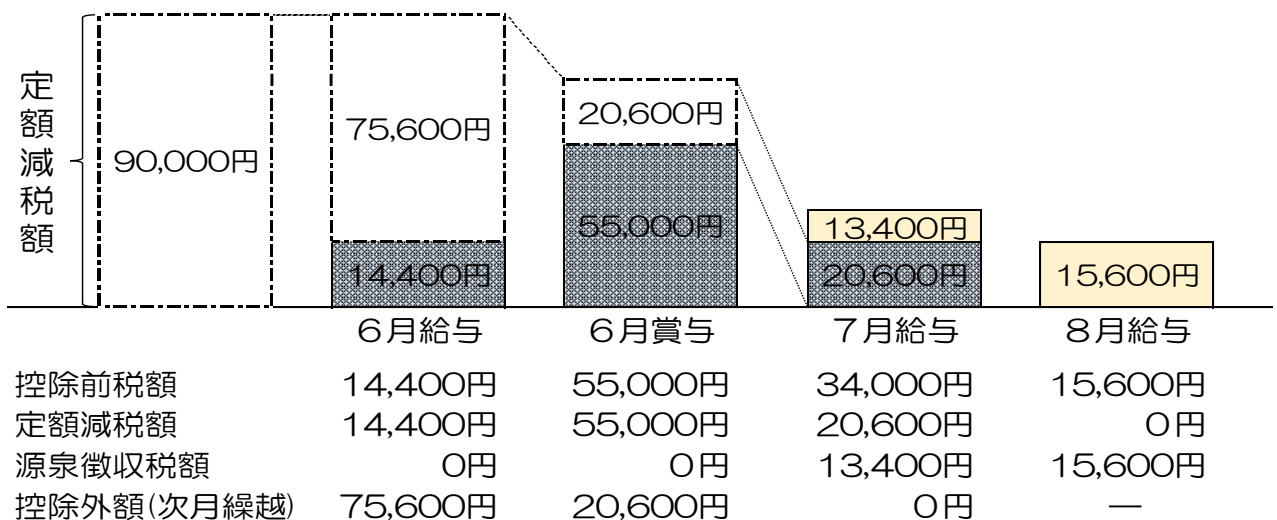 定額減税額
90,000円
75,600円
14,400円
20,600円
55,000円
13,400円
20,600円
15,600円
6月給与 6月賞与 7月給与 8月給与
控除前税額 14,400円 55,000円 34,000円 15,600円
定額減税額 14,400円 55,000円 20,600円 0円
源泉徴収税額 0円 0円 13,400円 15,600円
控除外額(次月繰越) 75,600円 20,600円 0円 —